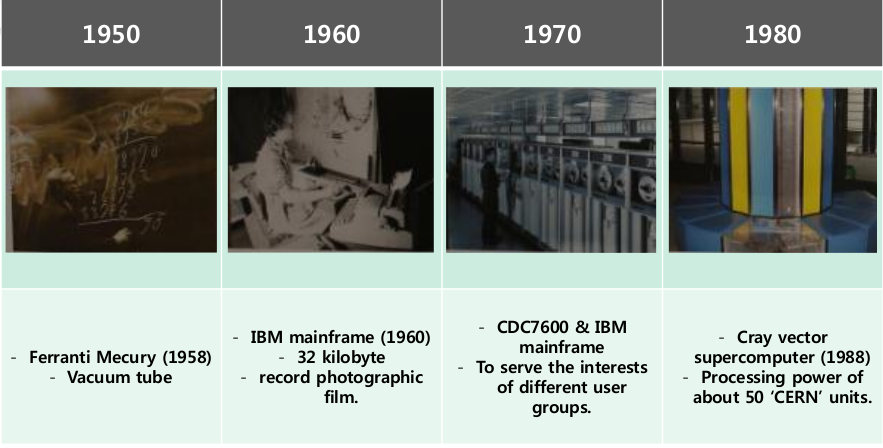 1950
1960
1970
1980
- Ferranti Mecury (1958)
- Vacuum tube
- IBM mainframe (1960)
- 32 kilobyte
- record photographic
film.
- CDC7600 & IBM
mainframe
- To serve the interests
of different user
groups.
- Cray vector
supercomputer (1988)
- Processing power of
about 50 ‘CERN’ units.